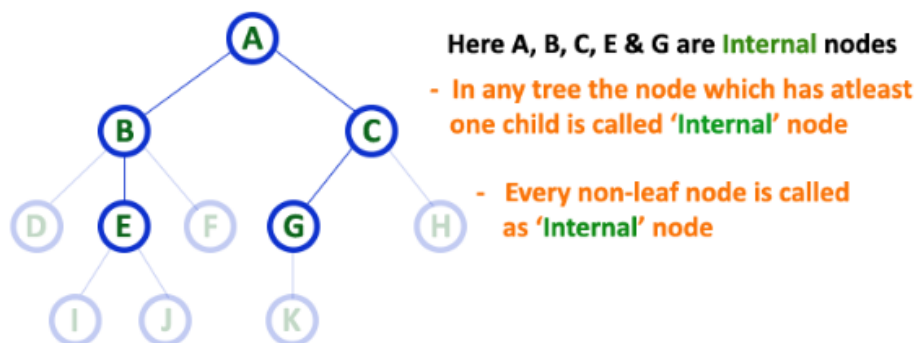 A
Here A, B, C, E & G are Internal nodes
- In any tree the node which has atleast
one child is called ‘Internal’ node
B
C
- Every non-leaf node is called
as ‘Internal’ node
D
E
F
G
H
I
J
K